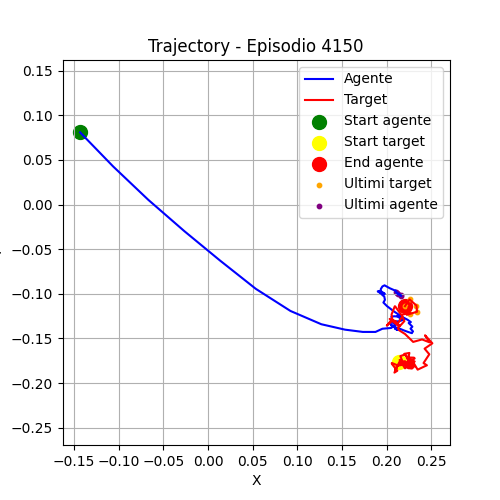 Trajectory - Episodio 4150
0.15
0.10
0.05
0.00
−0.05
−0.10
−0.15
−0.20
−0.25
Agente
Target
Start agente
Start target
End agente
Ultimi target
Ultimi agente
−0.15 −0.10 −0.05 0.00 0.05 0.10 0.15 0.20 0.25
X